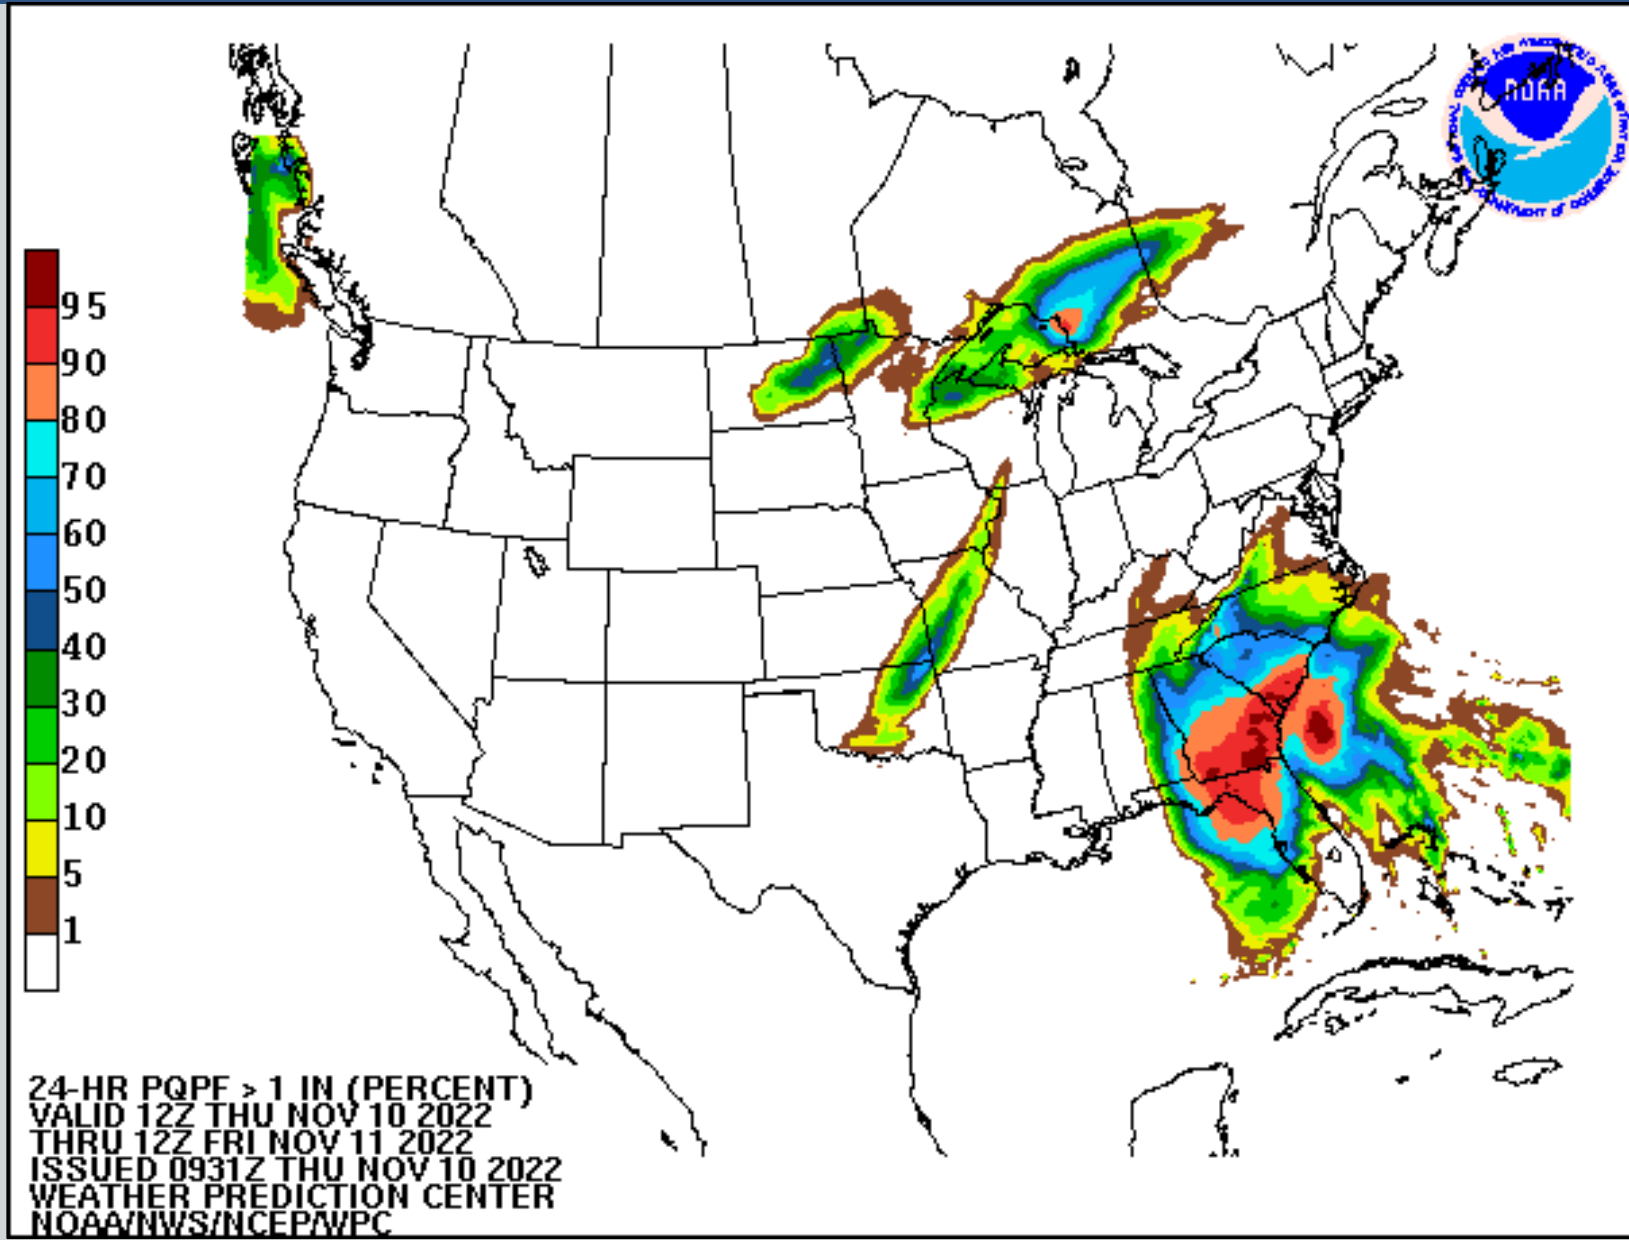 NOAA
95
90
80
70
60
50
40
30
20
10
5
1
24-HR PQPF > 1 IN (PERCENT)
VALID 12Z THU NOV 10 2022
THRU 12Z FRI NOV 11 2022
ISSUED 0931Z THU NOV 10 2022
WEATHER PREDICTION CENTER
NOAA/NWS/NCEP/WPC